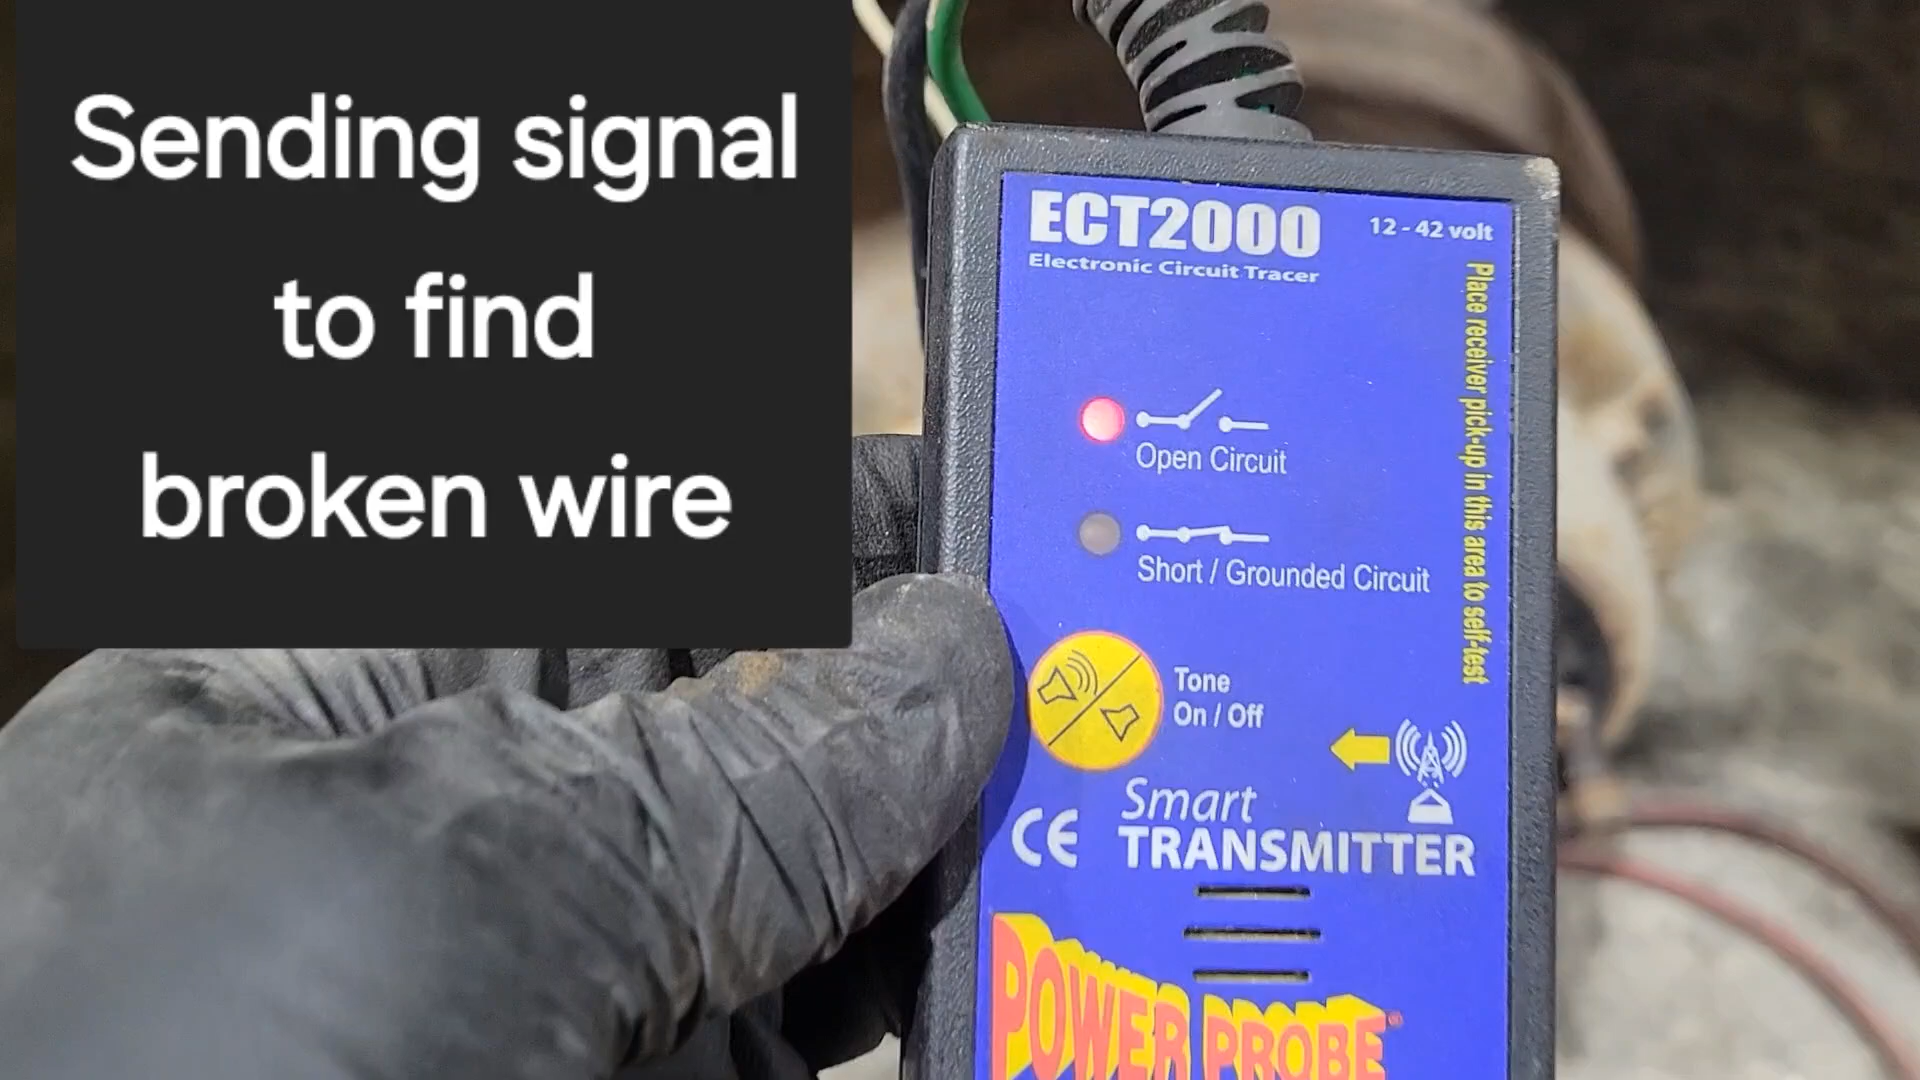 Sending signal
to find
broken wire
ECT2000
12 - 42 volt
Electronic Circuit Tracer
Place receiver pick-up in this area to self-test
Open Circuit
Short / Grounded Circuit
Tone
On / Off
Smart
CE
TRANSMITTER
POWER PROBE®